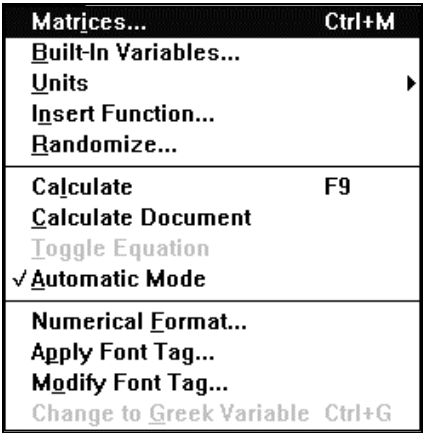 Matrices... Ctrl+M
Built-In Variables...
Units
Insert Function...
Randomize...
Calculate F9
Calculate Document
Toggle Equation
✓Automatic Mode
Numerical Format...
Apply Font Tag...
Modify Font Tag...
Change to Greek Variable Ctrl+G